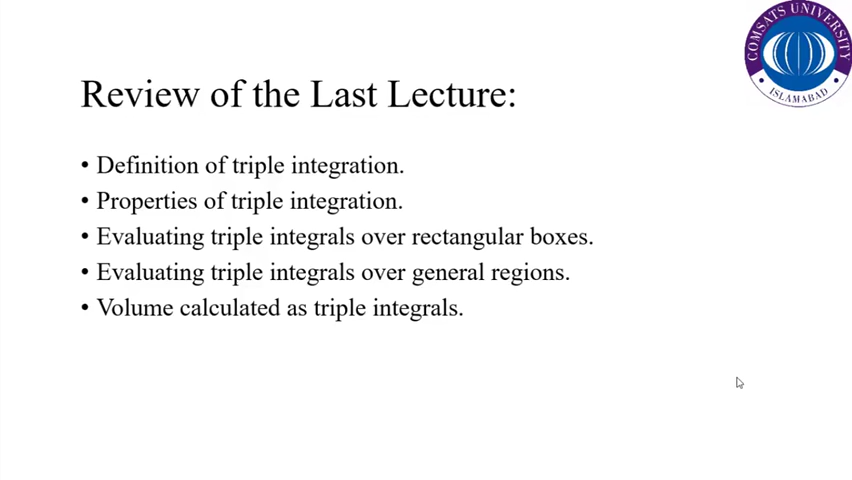 COMSATS UNIVERSITY
ISLAMABAD
Review of the Last Lecture:
• Definition of triple integration.
• Properties of triple integration.
• Evaluating triple integrals over rectangular boxes.
• Evaluating triple integrals over general regions.
• Volume calculated as triple integrals.